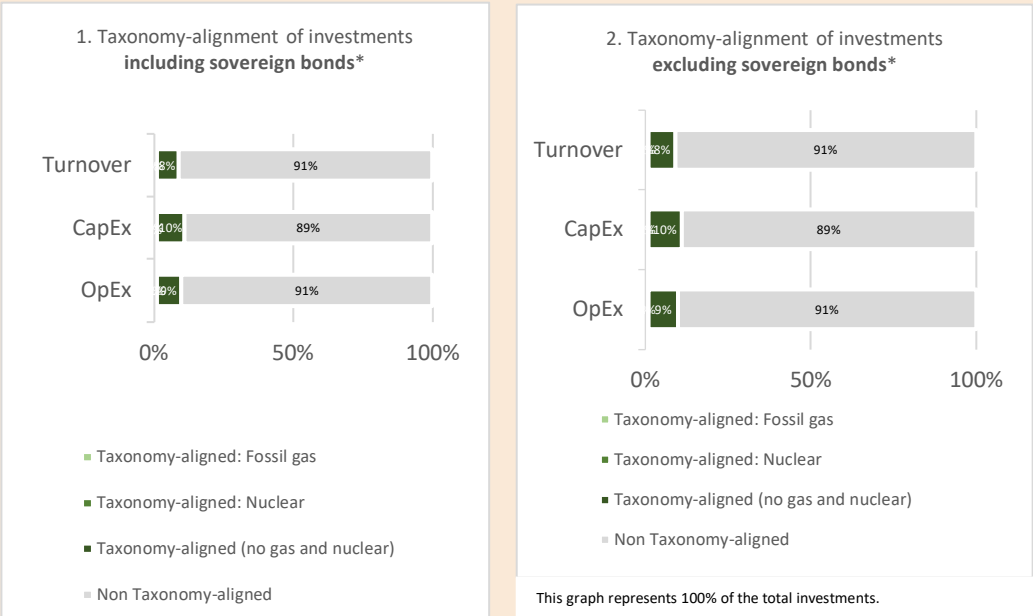 1. Taxonomy-alignment of investments
including sovereign bonds*
Turnover
8%
91%
CapEx
10%
89%
OpEx
9%
91%
0%
50%
100%
Taxonomy-aligned: Fossil gas
Taxonomy-aligned: Nuclear
Taxonomy-aligned (no gas and nuclear)
Non Taxonomy-aligned
2. Taxonomy-alignment of investments
excluding sovereign bonds*
Turnover
8%
91%
CapEx
10%
89%
OpEx
9%
91%
0%
50%
100%
Taxonomy-aligned: Fossil gas
Taxonomy-aligned: Nuclear
Taxonomy-aligned (no gas and nuclear)
Non Taxonomy-aligned
This graph represents 100% of the total investments.